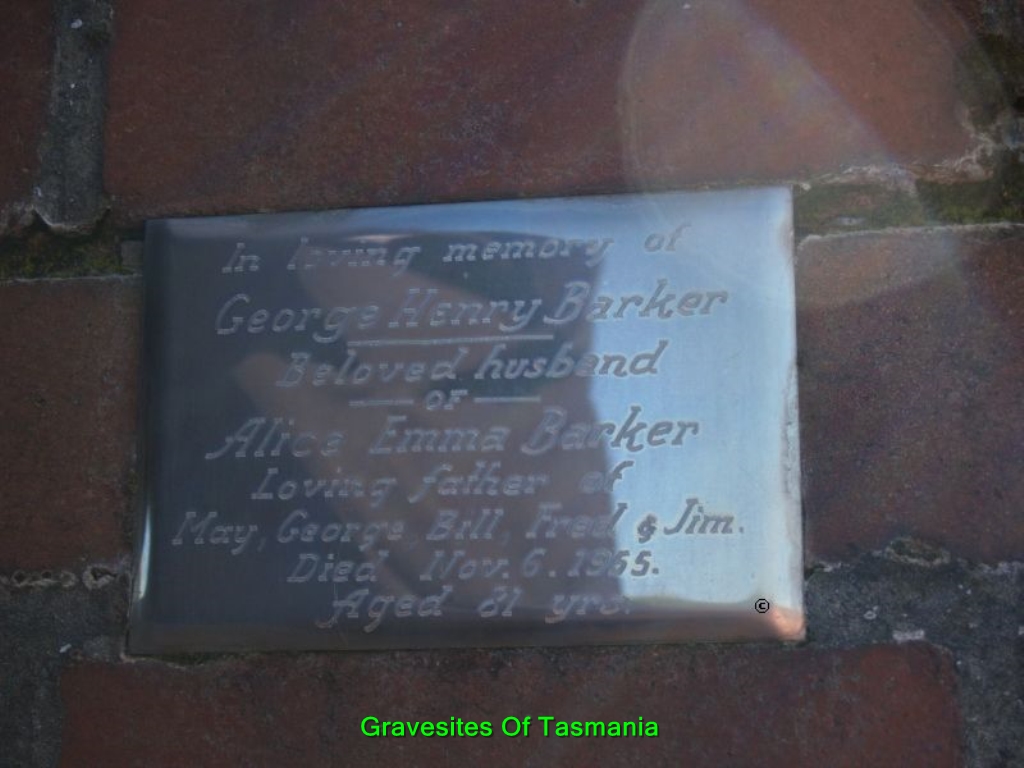 In loving memory of
George Henry Barker
Beloved husband
OF
Alice Emma Barker
Loving father of
May, George, Bill, Fred & Jim.
Died Nov. 6. 1965.
Aged 81 yrs.
©
Gravesites Of Tasmania